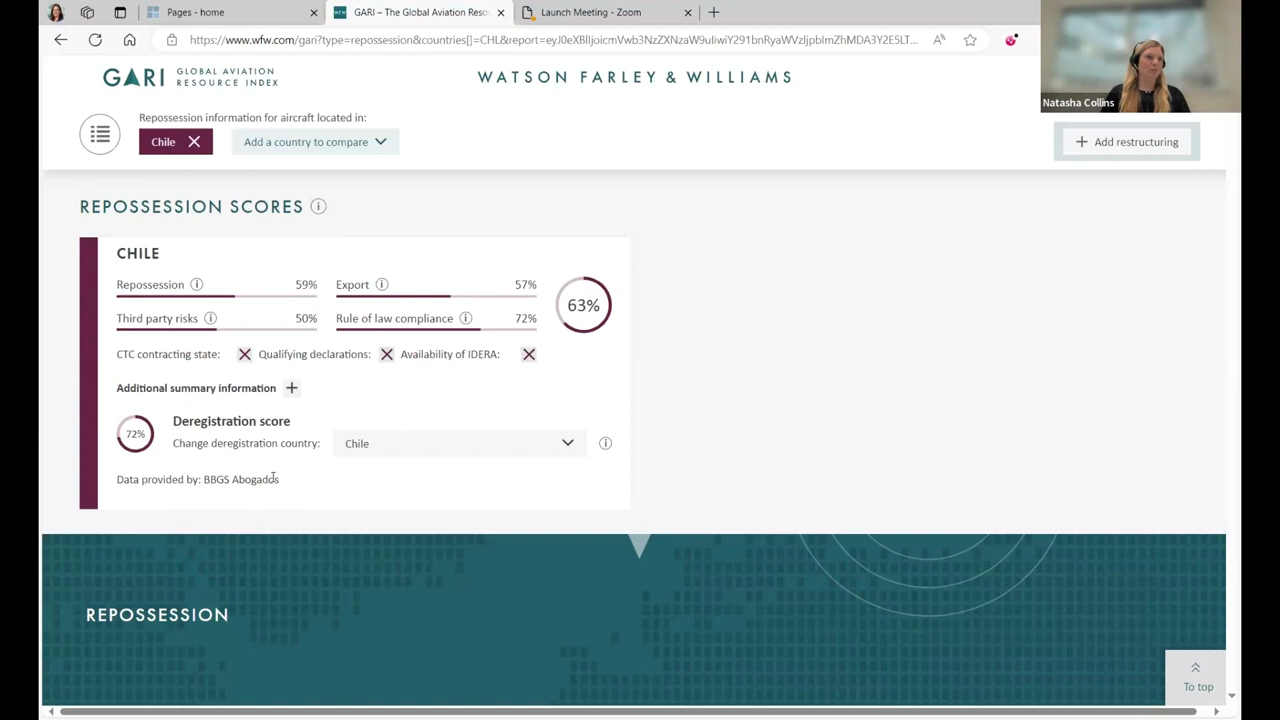 Pages - home
GARI – The Global Aviation Reso
Launch Meeting - Zoom
https://www.wfw.com/gari?type=repossession&countries[]=CHL&report=
GARI GLOBAL AVIATION
RESOURCE INDEX
WATSON FARLEY & WILLIAMS
Natasha Collins
Repossession information for aircraft located in:
Chile
Add a country to compare
Add restructuring
REPOSSESSION SCORES
CHILE
Repossession 59%
Export 57%
63%
Third party risks 50%
Rule of law compliance 72%
CTC contracting state:
Qualifying declarations:
Availability of IDERA:
Additional summary information
72%
Deregistration score
Change deregistration country: Chile
Data provided by: BBGS Abogados
REPOSSESSION
To top